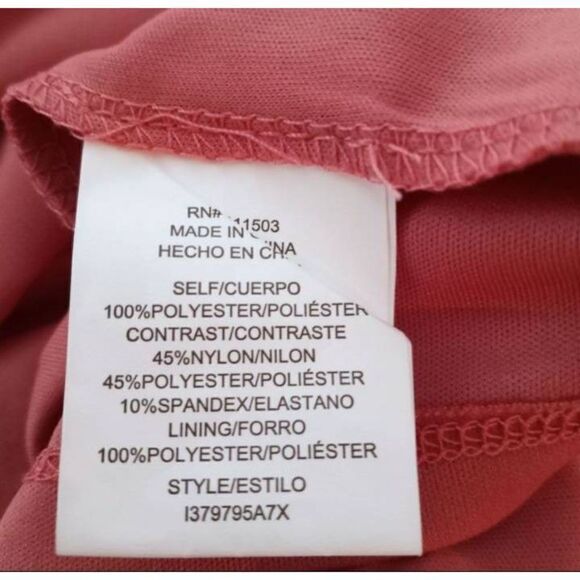 RN# 11503
MADE IN
HECHO EN
SELF/CUERPO
100%POLYESTER/POLIÉSTER
CONTRAST/CONTRASTE
45%NYLON/NILON
45%POLYESTER/POLIÉSTER
10%SPANDEX/ELASTANO
LINING/FORRO
100%POLYESTER/POLIÉSTER
STYLE/ESTILO
I379795A7X